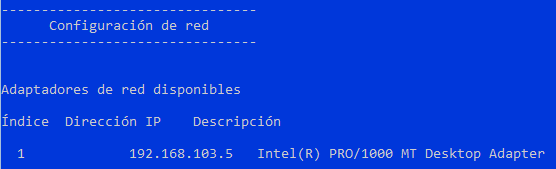 --------------------------------
Configuración de red
--------------------------------
Adaptadores de red disponibles
Índice Dirección IP Descripción
1 192.168.103.5 Intel(R) PRO/1000 MT Desktop Adapter